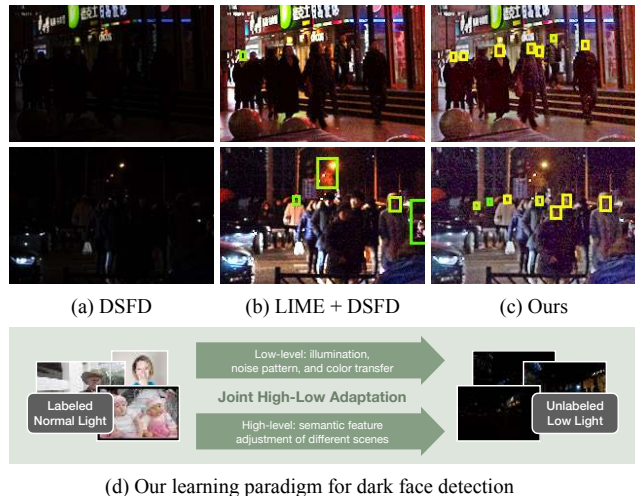 (a) DSFD
(b) LIME + DSFD
(c) Ours
Low-level: illumination,
noise pattern, and color transfer
Labeled
Normal Light
Joint High-Low Adaptation
Unlabeled
Low Light
High-level: semantic feature
adjustment of different scenes
(d) Our learning paradigm for dark face detection